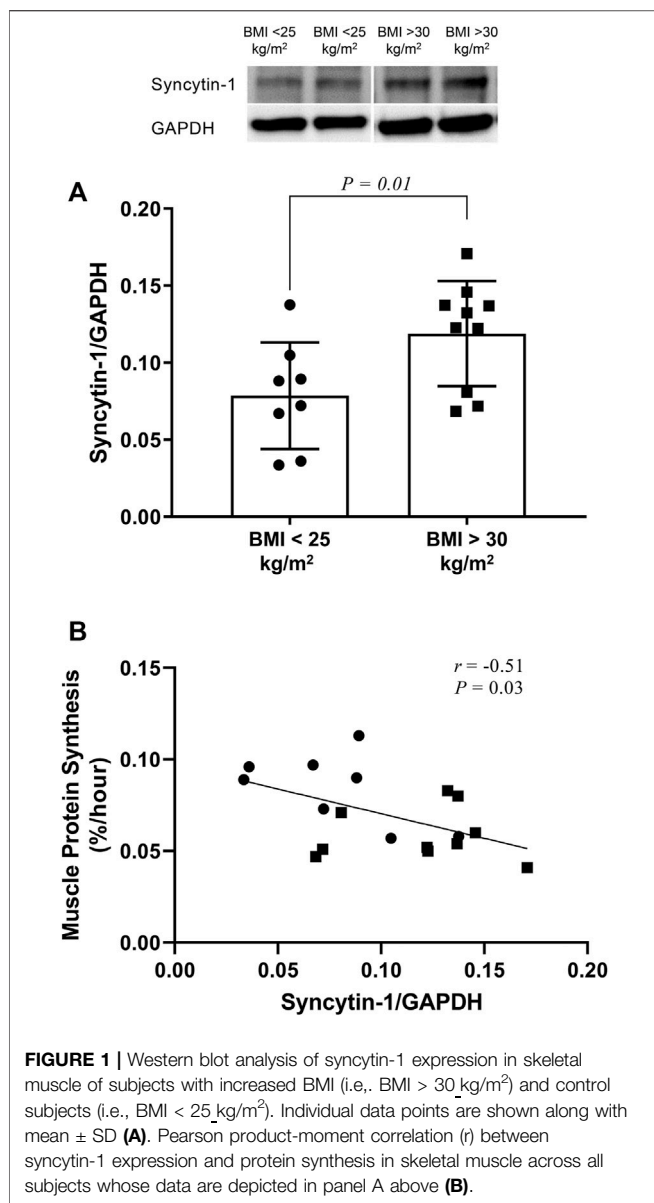 BMI <25 BMI <25 BMI >30 BMI >30
kg/m² kg/m² kg/m² kg/m²
Syncytin-1
GAPDH
A
P = 0.01
0.20
0.15
0.10
0.05
0.00
Syncytin-1/GAPDH
BMI < 25 BMI > 30
kg/m² kg/m²
B
r = -0.51
P = 0.03
0.15
0.10
0.05
0.00
Muscle Protein Synthesis
(%/hour)
0.00 0.05 0.10 0.15 0.20
Syncytin-1/GAPDH
FIGURE 1 | Western blot analysis of syncytin-1 expression in skeletal
muscle of subjects with increased BMI (i.e,. BMI > 30 kg/m²) and control
subjects (i.e., BMI < 25 kg/m²). Individual data points are shown along with
mean ± SD (A). Pearson product-moment correlation (r) between
syncytin-1 expression and protein synthesis in skeletal muscle across all
subjects whose data are depicted in panel A above (B).